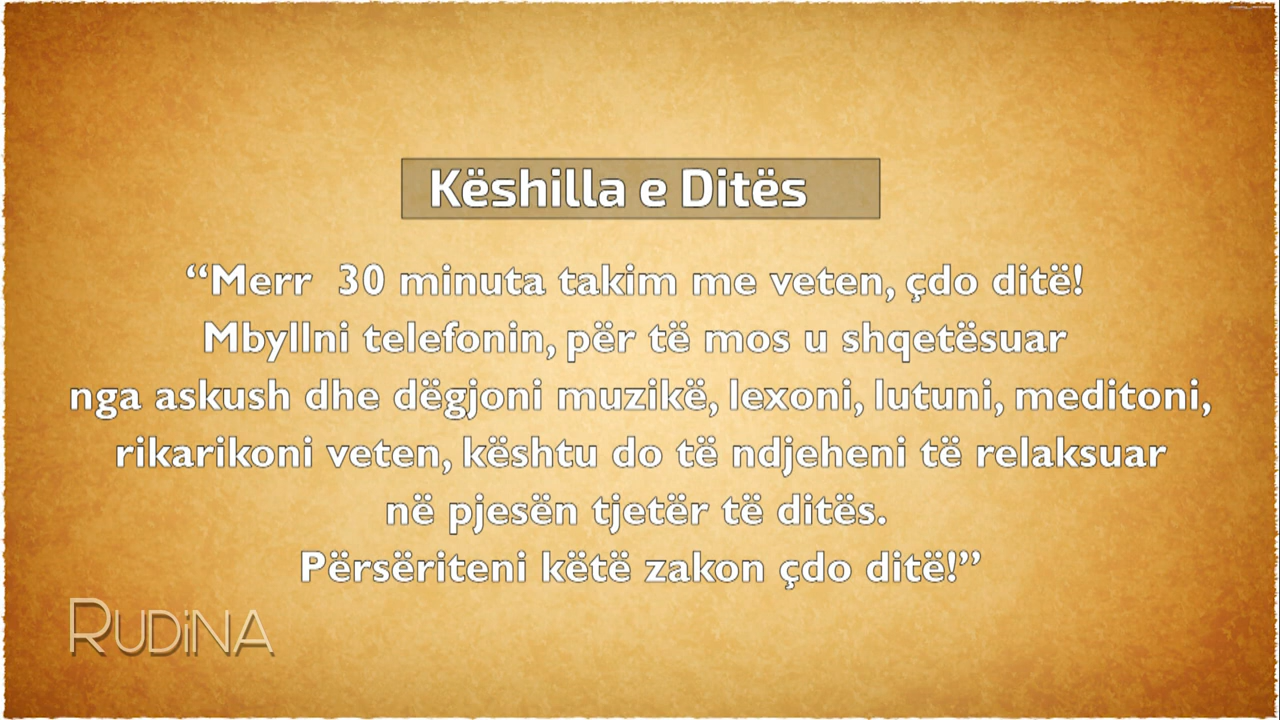 Këshilla e Ditës
“Merr 30 minuta takim me veten, çdo ditë!
Mbyllni telefonin, për të mos u shqetësuar
nga askush dhe dëgjoni muzikë, lexoni, lutuni, meditoni,
rikarikoni veten, kështu do të ndjeheni të relaksuar
në pjesën tjetër të ditës.
Përsëriteni këtë zakon çdo ditë!”
RUDiNA